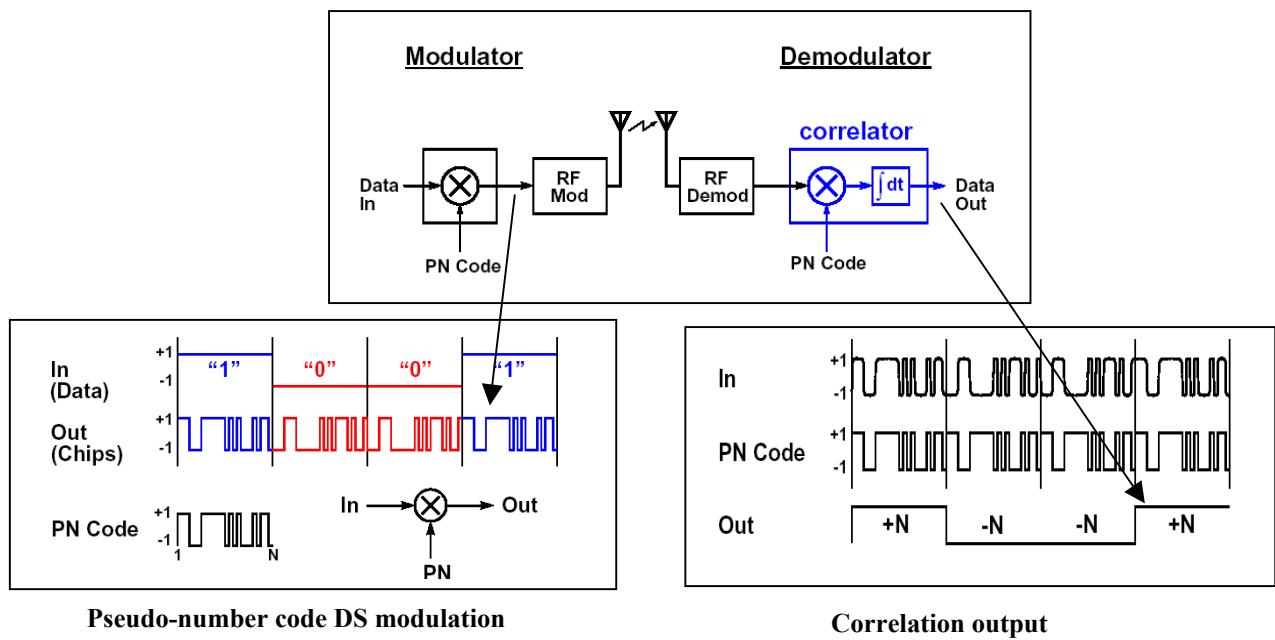 Modulator
Demodulator
correlator
Data In
RF Mod
RF Demod
∫dt
Data Out
PN Code
PN Code
In (Data)
+1
-1
"1"
"0"
"0"
"1"
Out (Chips)
+1
-1
PN Code
+1
-1
1
N
In
Out
PN
In
+1
-1
PN Code
+1
-1
Out
+N
-N
-N
+N
Pseudo-number code DS modulation
Correlation output